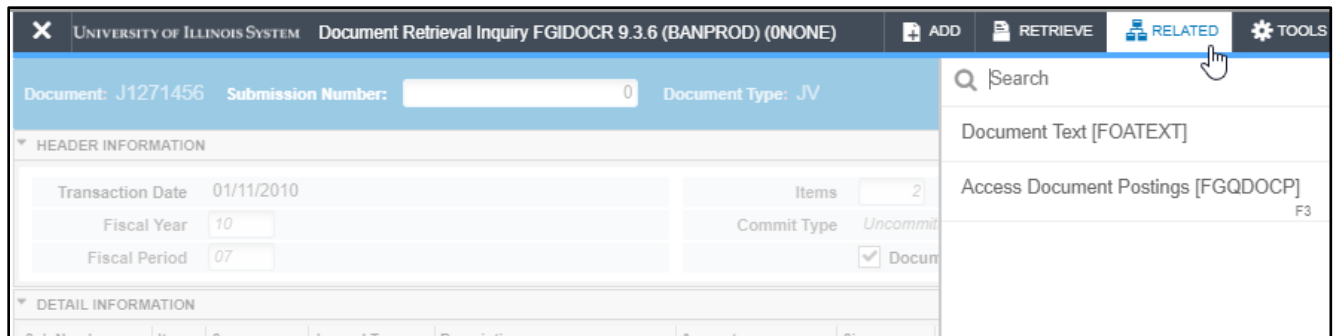 ✕ UNIVERSITY OF ILLINOIS SYSTEM Document Retrieval Inquiry FGIDOCR 9.3.6 (BANPROD) (0NONE) ADD RETRIEVE RELATED TOOLS
Document: J1271456 Submission Number: 0 Document Type: JV
Search
Document Text [FOATEXT]
HEADER INFORMATION
Transaction Date 01/11/2010 Items 2
Access Document Postings [FGQDOCP]
F3
Fiscal Year 10 Commit Type Uncommit
Fiscal Period 07 Docum
DETAIL INFORMATION